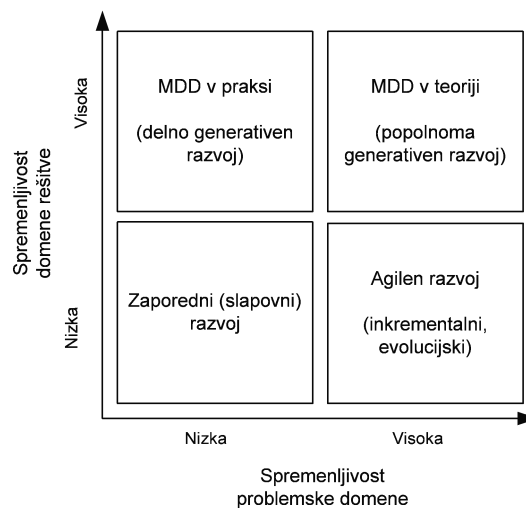 Spremenljivost
domene rešitve
Visoka
Nizka
MDD v praksi
(delno generativen
razvoj)
MDD v teoriji
(popolnoma
generativen razvoj)
Zaporedni (slapovni)
razvoj
Agilen razvoj
(inkrementalni,
evolucijski)
Nizka
Visoka
Spremenljivost
problemske domene